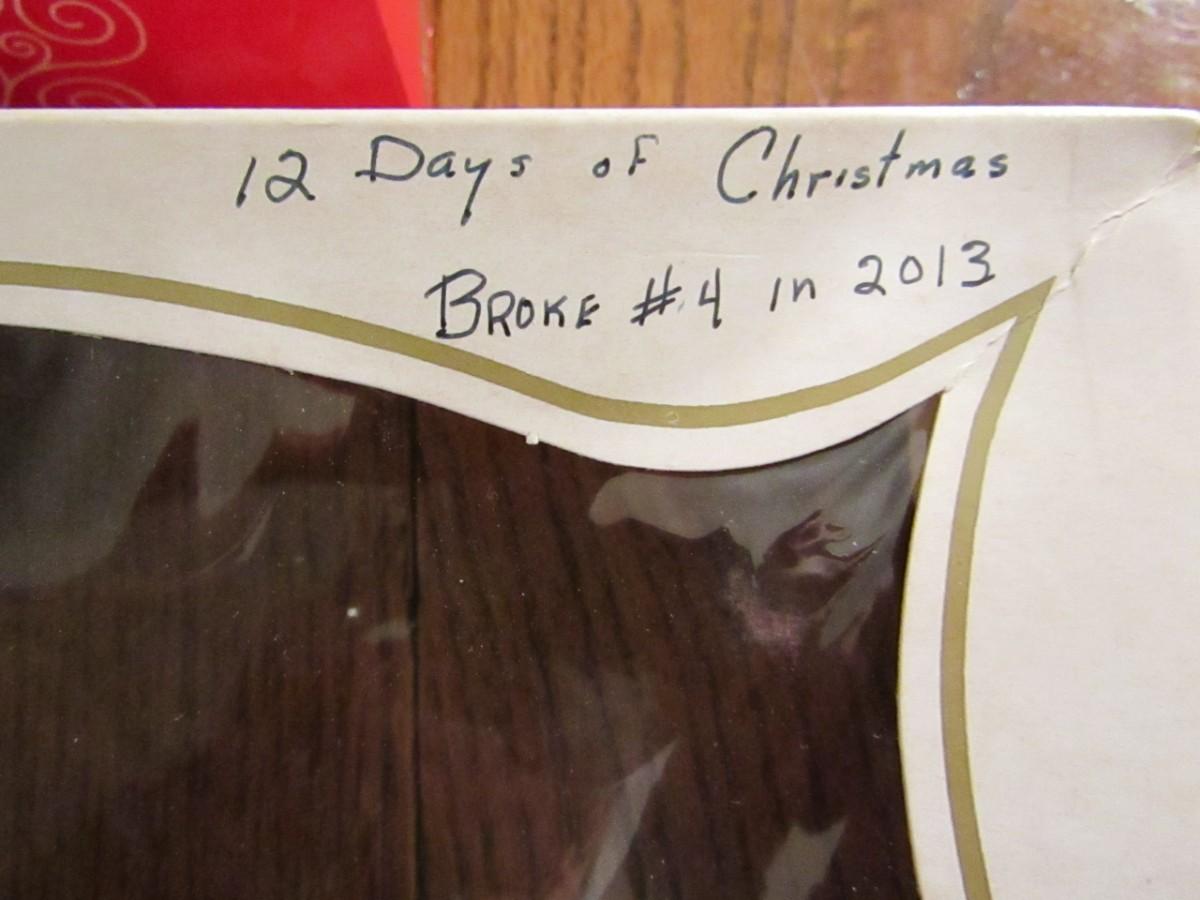 12 Days of Christmas
BROKE #4 in 2013